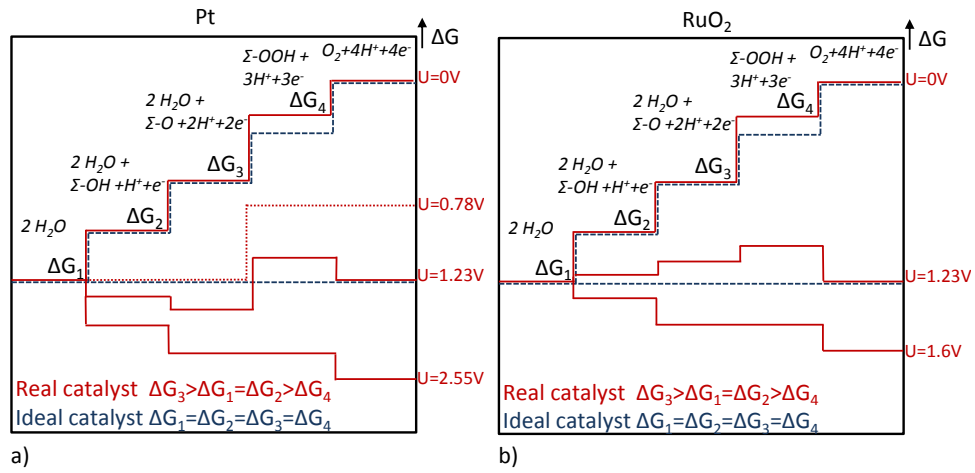 Pt
ΔG
O₂+4H⁺+4e⁻
Σ-OOH +
3H⁺+3e⁻
U=0V
ΔG₄
2 H₂O +
Σ-O +2H⁺+2e⁻
ΔG₃
2 H₂O +
Σ-OH +H⁺+e⁻
U=0.78V
ΔG₂
2 H₂O
ΔG₁
U=1.23V
U=2.55V
Real catalyst ΔG₃>ΔG₁=ΔG₂>ΔG₄
Ideal catalyst ΔG₁=ΔG₂=ΔG₃=ΔG₄
a)
RuO₂
ΔG
O₂+4H⁺+4e⁻
Σ-OOH +
3H⁺+3e⁻
U=0V
ΔG₄
2 H₂O +
Σ-O +2H⁺+2e⁻
ΔG₃
2 H₂O +
Σ-OH +H⁺+e⁻
ΔG₂
2 H₂O
ΔG₁
U=1.23V
U=1.6V
Real catalyst ΔG₃>ΔG₁=ΔG₂>ΔG₄
Ideal catalyst ΔG₁=ΔG₂=ΔG₃=ΔG₄
b)